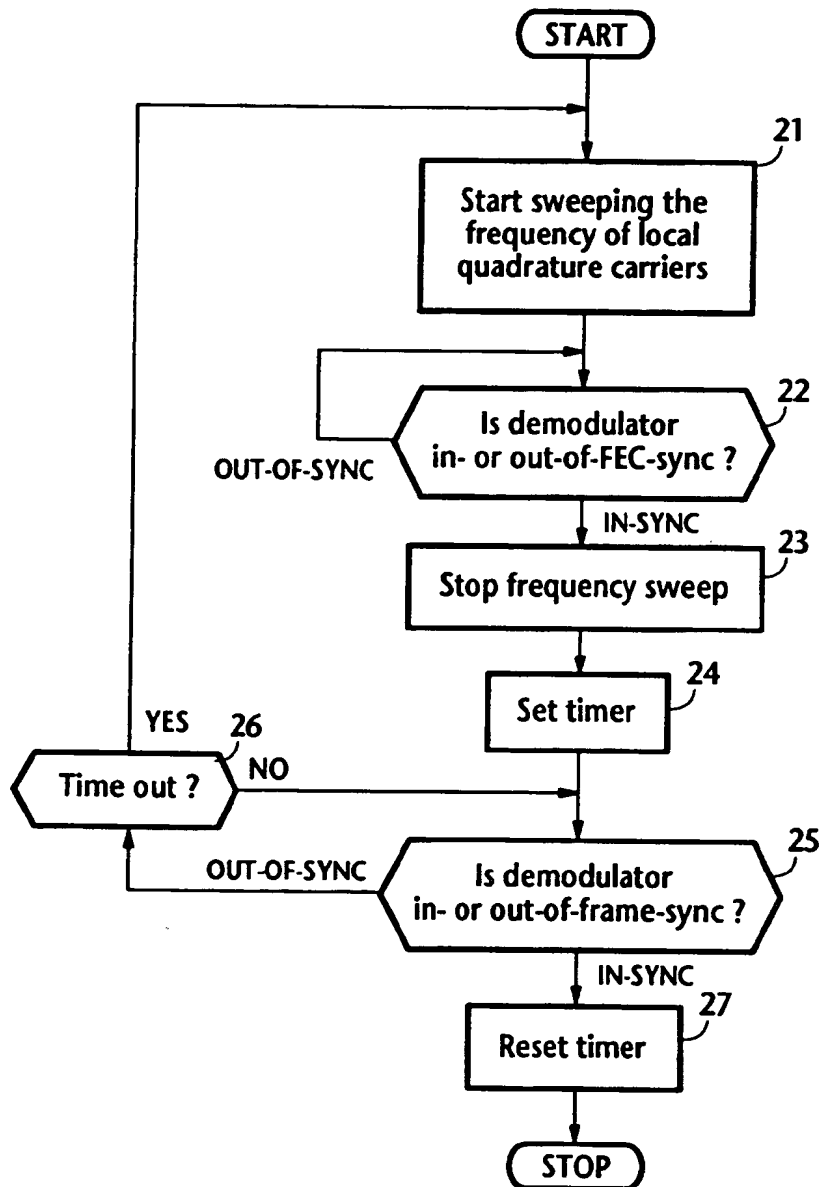 START
21
Start sweeping the
frequency of local
quadrature carriers
22
Is demodulator
in- or out-of-FEC-sync ?
OUT-OF-SYNC
IN-SYNC
23
Stop frequency sweep
24
Set timer
YES
26
Time out ?
NO
25
OUT-OF-SYNC
Is demodulator
in- or out-of-frame-sync ?
IN-SYNC
27
Reset timer
STOP